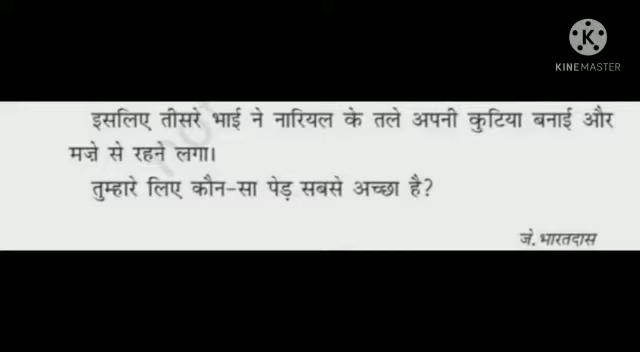 KINEMASTER
इसलिए तीसरे भाई ने नारियल के तले अपनी कुटिया बनाई और
मज़े से रहने लगा।
तुम्हारे लिए कौन-सा पेड़ सबसे अच्छा है?
जे. भारतदास